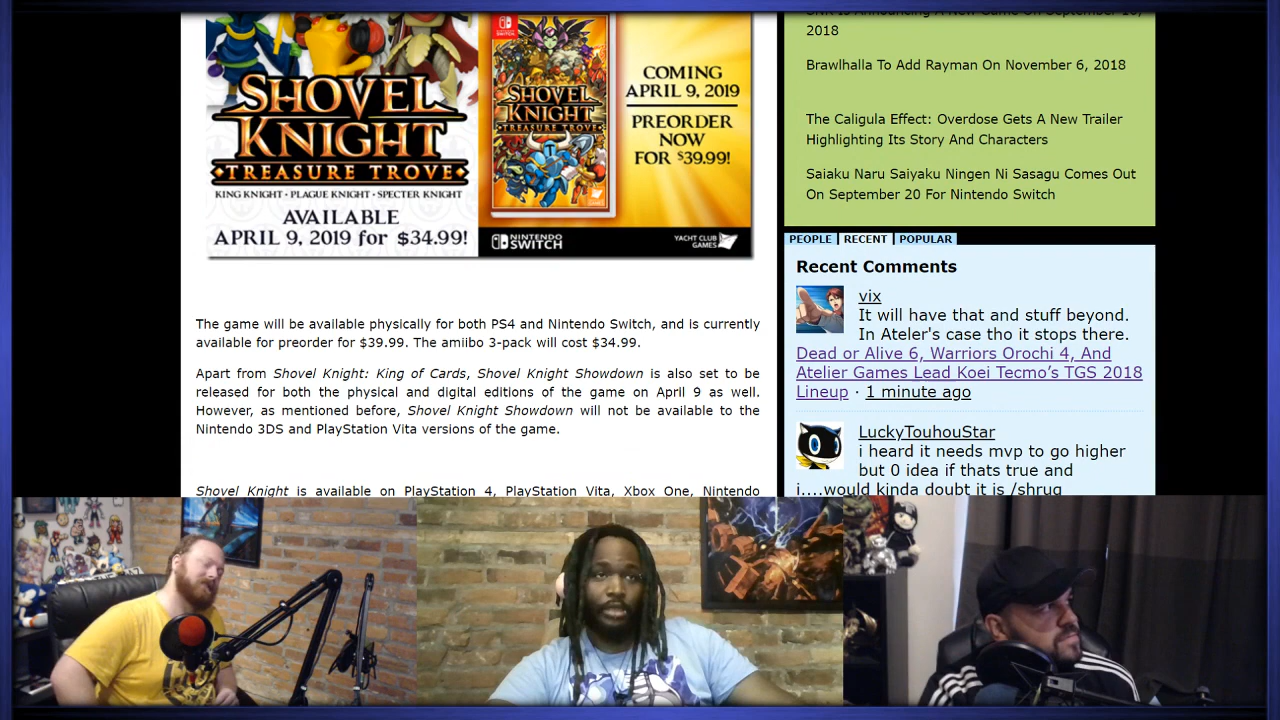 SHOVEL
KNIGHT
TREASURE TROVE
KING KNIGHT · PLAGUE KNIGHT · SPECTER KNIGHT
AVAILABLE
APRIL 9, 2019 for $34.99!
NINTENDO
SWITCH
SHOVEL
KNIGHT
TREASURE TROVE
COMING
APRIL 9, 2019
PREORDER
NOW
FOR $39.99!
NINTENDO
SWITCH
YACHT CLUB
GAMES
The game will be available physically for both PS4 and Nintendo Switch, and is currently
available for preorder for $39.99. The amiibo 3-pack will cost $34.99.
Apart from Shovel Knight: King of Cards, Shovel Knight Showdown is also set to be
released for both the physical and digital editions of the game on April 9 as well.
However, as mentioned before, Shovel Knight Showdown will not be available to the
Nintendo 3DS and PlayStation Vita versions of the game.
Shovel Knight is available on PlayStation 4, PlayStation Vita, Xbox One, Nintendo
Announcing A New Game On September 10,
2018
Brawlhalla To Add Rayman On November 6, 2018
The Caligula Effect: Overdose Gets A New Trailer
Highlighting Its Story And Characters
Saiaku Naru Saiyaku Ningen Ni Sasagu Comes Out
On September 20 For Nintendo Switch
PEOPLE RECENT POPULAR
Recent Comments
vix
It will have that and stuff beyond.
In Ateler's case tho it stops there.
Dead or Alive 6, Warriors Orochi 4, And
Atelier Games Lead Koei Tecmo’s TGS 2018
Lineup · 1 minute ago
LuckyTouhouStar
i heard it needs mvp to go higher
but 0 idea if thats true and
i....would kinda doubt it is /shrug